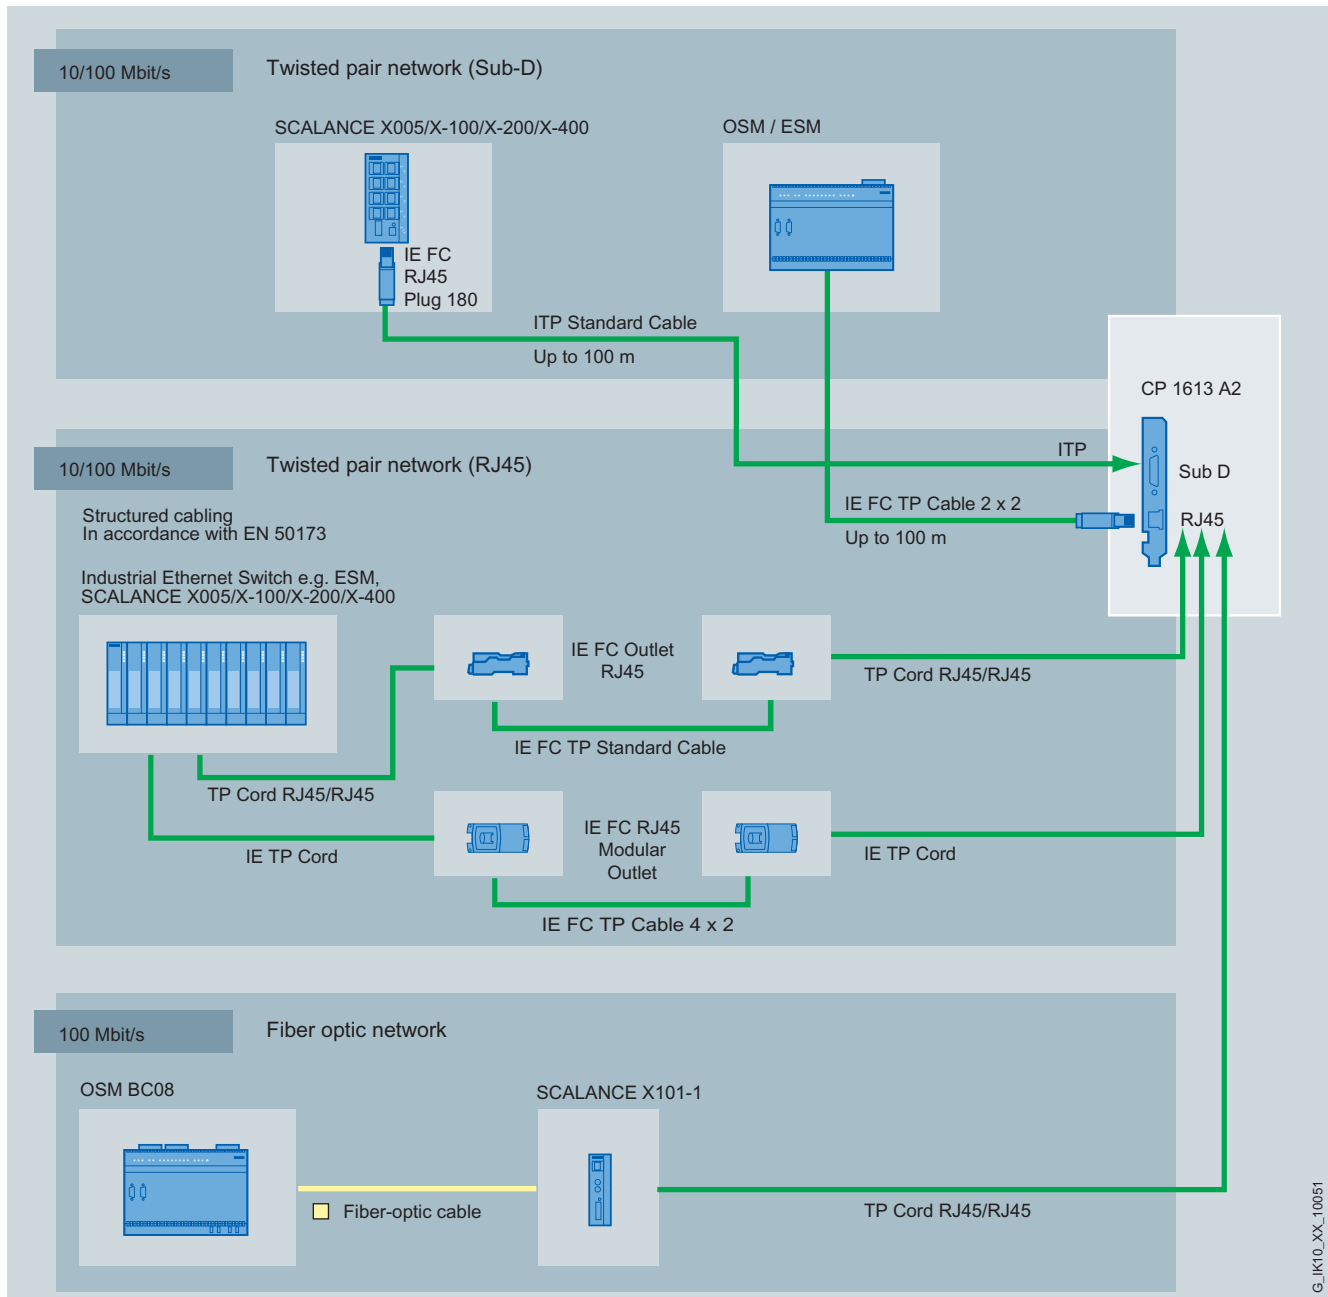 10/100 Mbit/s
Twisted pair network (Sub-D)
SCALANCE X005/X-100/X-200/X-400
OSM / ESM
IE FC
RJ45
Plug 180
ITP Standard Cable
Up to 100 m
CP 1613 A2
ITP
Sub D
10/100 Mbit/s
Twisted pair network (RJ45)
IE FC TP Cable 2 x 2
Up to 100 m
RJ45
Structured cabling
In accordance with EN 50173
Industrial Ethernet Switch e.g. ESM,
SCALANCE X005/X-100/X-200/X-400
IE FC Outlet
RJ45
TP Cord RJ45/RJ45
IE FC TP Standard Cable
TP Cord RJ45/RJ45
IE FC RJ45
Modular
Outlet
IE TP Cord
IE TP Cord
IE FC TP Cable 4 x 2
100 Mbit/s
Fiber optic network
OSM BC08
SCALANCE X101-1
Fiber-optic cable
TP Cord RJ45/RJ45
G_IK10_XX_10051